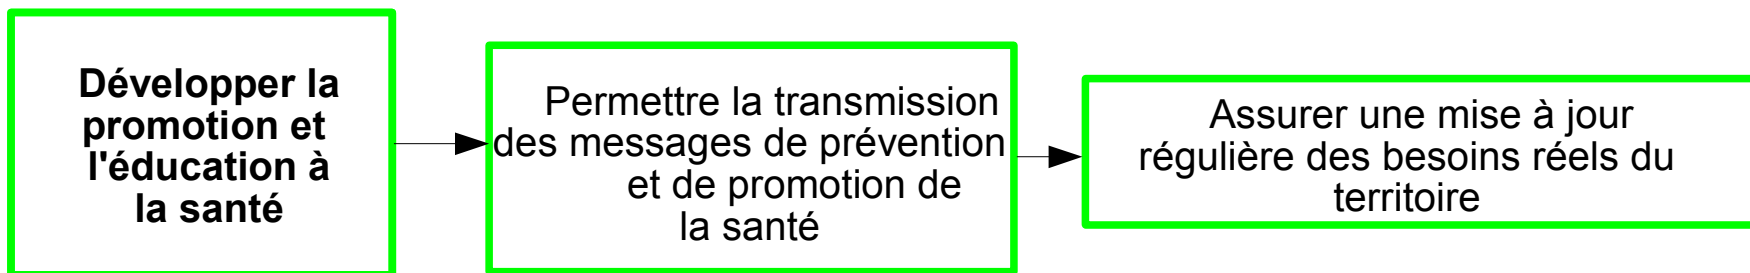 Développer la
promotion et
l'éducation à
la santé
Permettre la transmission
des messages de prévention
et de promotion de
la santé
Assurer une mise à jour
régulière des besoins réels du
territoire